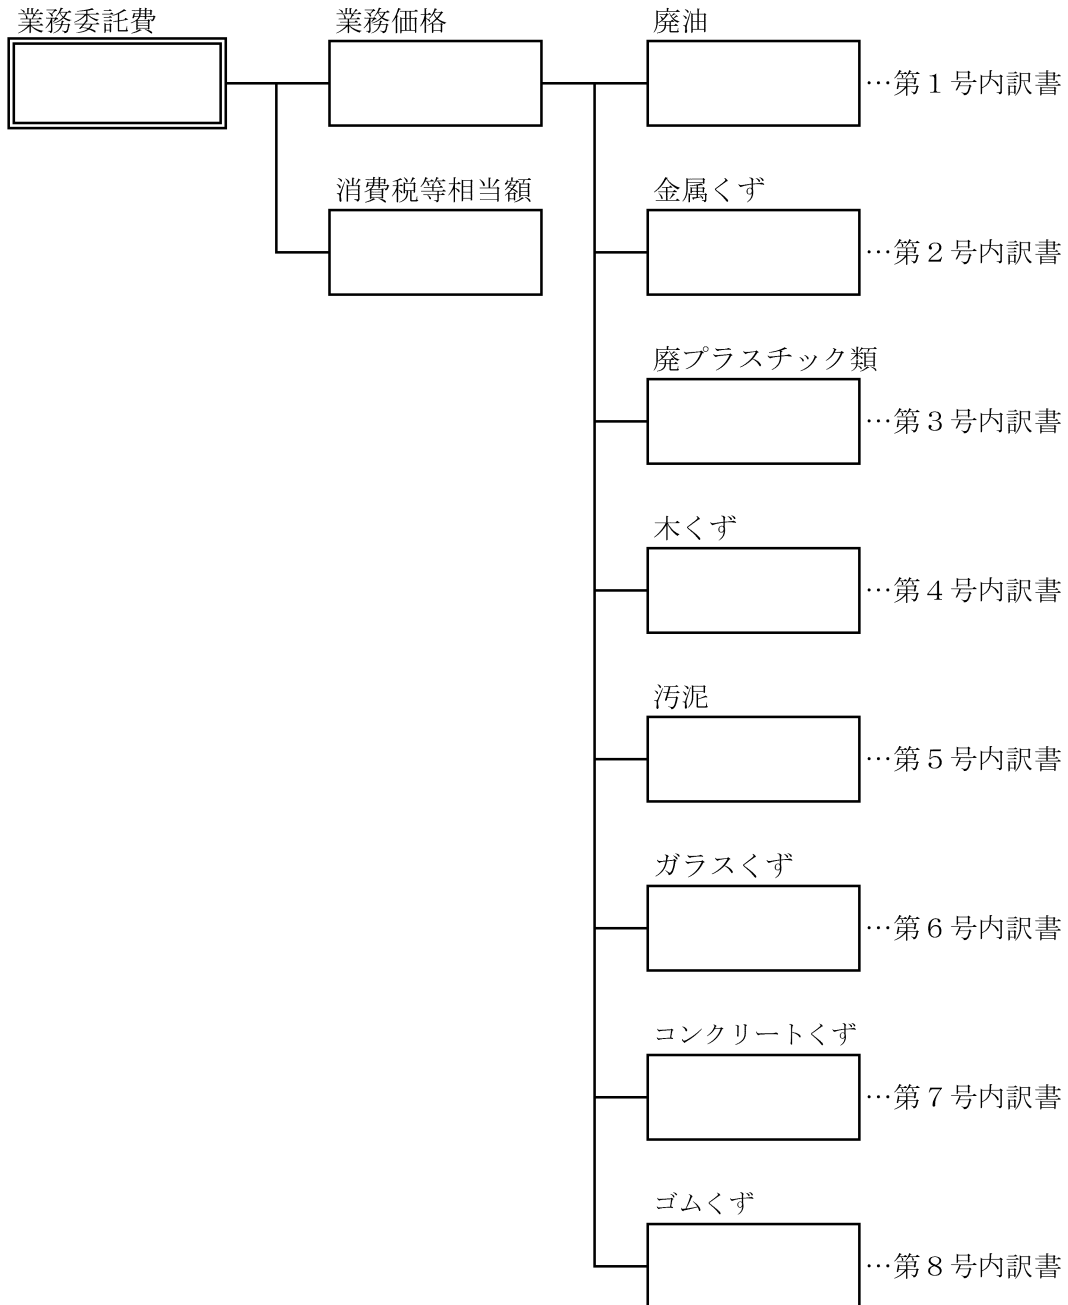 業務委託費
業務価格
廃油
…第１号内訳書
消費税等相当額
金属くず
…第２号内訳書
廃プラスチック類
…第３号内訳書
木くず
…第４号内訳書
汚泥
…第５号内訳書
ガラスくず
…第６号内訳書
コンクリートくず
…第７号内訳書
ゴムくず
…第８号内訳書